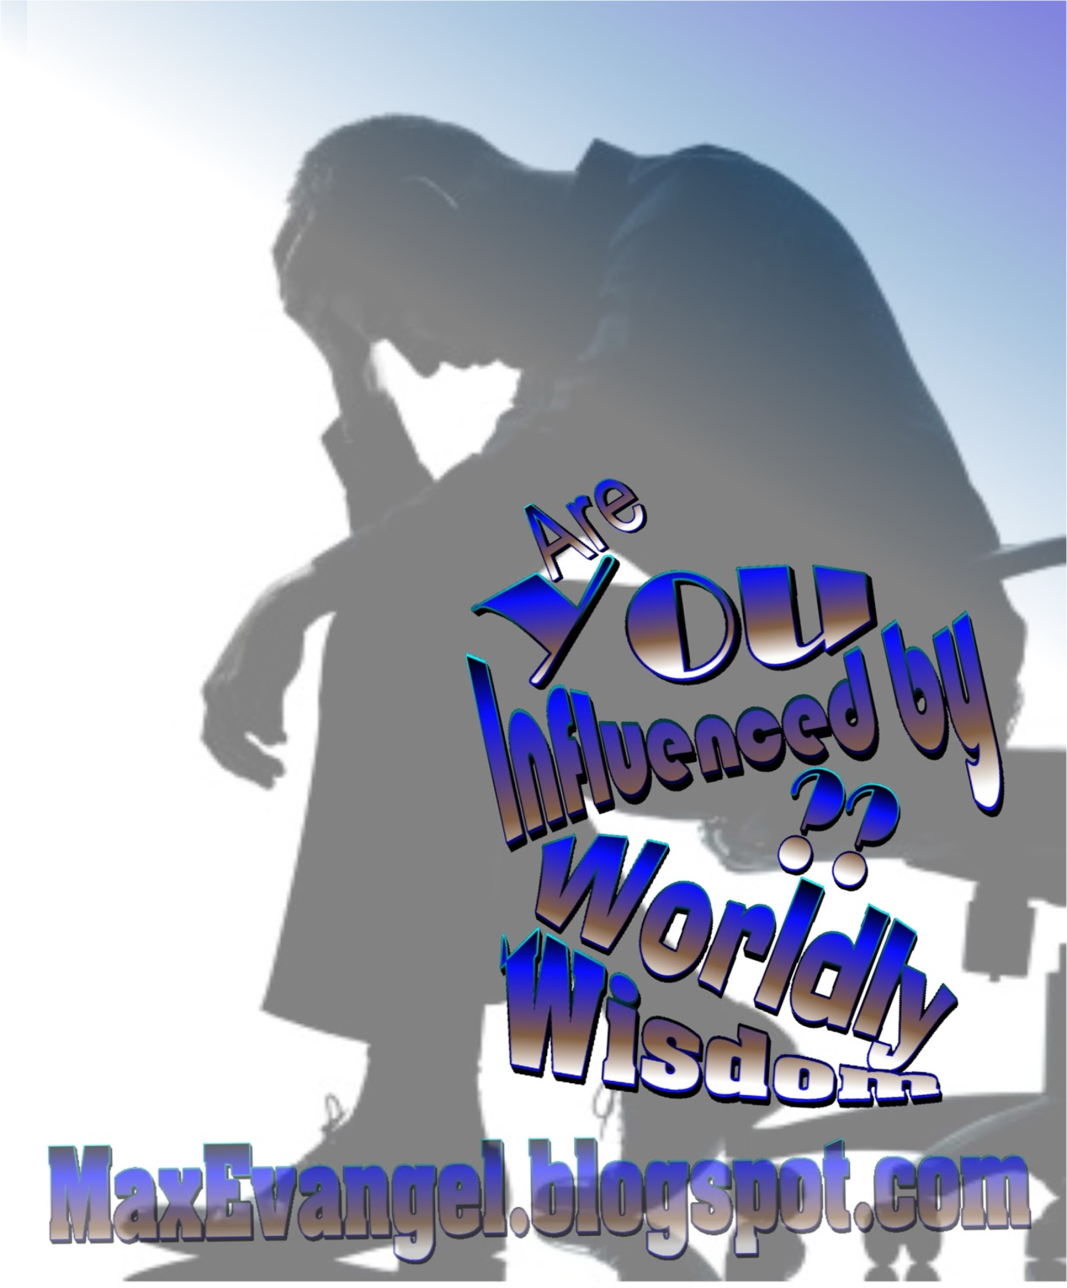 Are
You
Influenced by
??
Worldly
Wisdom
MaxEvangel.blogspot.com